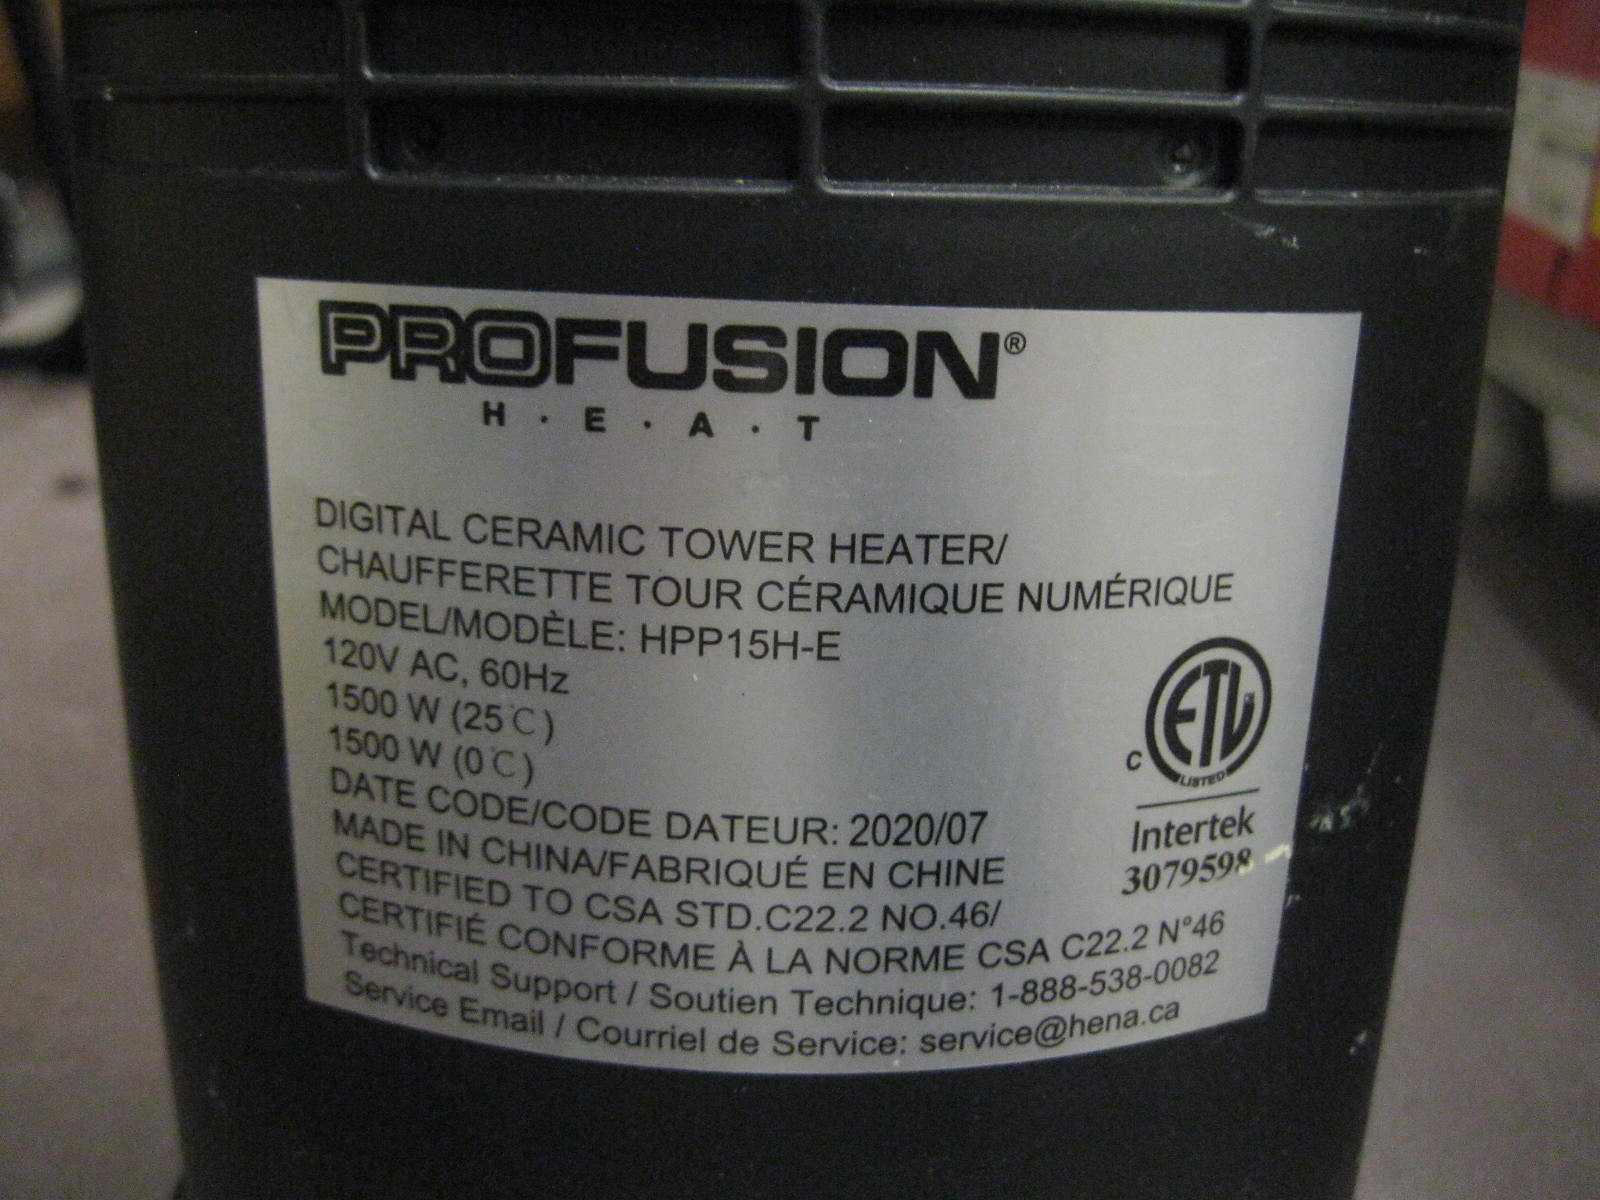 PROFUSION®
H · E · A · T
DIGITAL CERAMIC TOWER HEATER/
CHAUFFERETTE TOUR CÉRAMIQUE NUMÉRIQUE
MODEL/MODÈLE: HPP15H-E
120V AC, 60Hz
1500 W (25℃)
1500 W (0℃)
DATE CODE/CODE DATEUR: 2020/07
MADE IN CHINA/FABRIQUÉ EN CHINE
CERTIFIED TO CSA STD.C22.2 NO.46/
CERTIFIÉ CONFORME À LA NORME CSA C22.2 N°46
Technical Support / Soutien Technique: 1-888-538-0082
Service Email / Courriel de Service: service@hena.ca
ETL
C
LISTED
Intertek
3079598